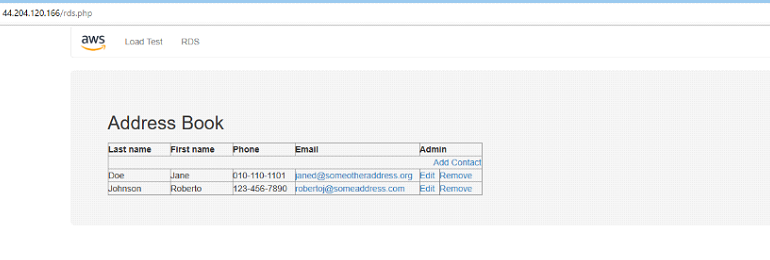 44.204.120.166/rds.php
aws Load Test RDS
Address Book
Last name First name Phone Email Admin
Add Contact
Doe Jane 010-110-1101 janed@someotheraddress.org Edit Remove
Johnson Roberto 123-456-7890 robertoj@someaddress.com Edit Remove